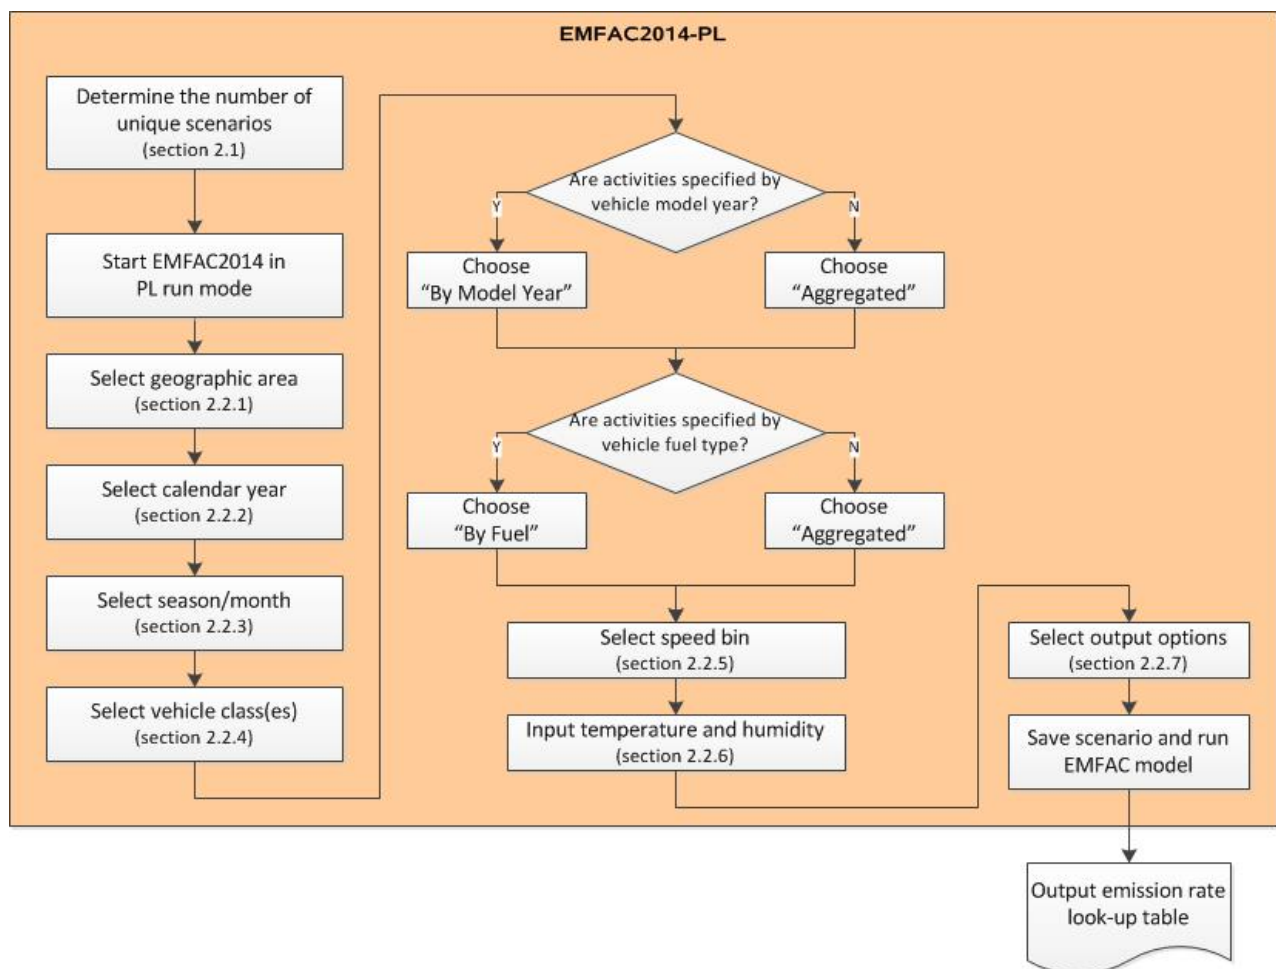 EMFAC2014-PL
Determine the number of
unique scenarios
(section 2.1)
Start EMFAC2014 in
PL run mode
Select geographic area
(section 2.2.1)
Select calendar year
(section 2.2.2)
Select season/month
(section 2.2.3)
Select vehicle class(es)
(section 2.2.4)
Are activities specified by
vehicle model year?
Y
N
Choose
“By Model Year”
Choose
“Aggregated”
Are activities specified by
vehicle fuel type?
Y
N
Choose
“By Fuel”
Choose
“Aggregated”
Select speed bin
(section 2.2.5)
Input temperature and humidity
(section 2.2.6)
Select output options
(section 2.2.7)
Save scenario and run
EMFAC model
Output emission rate
look-up table